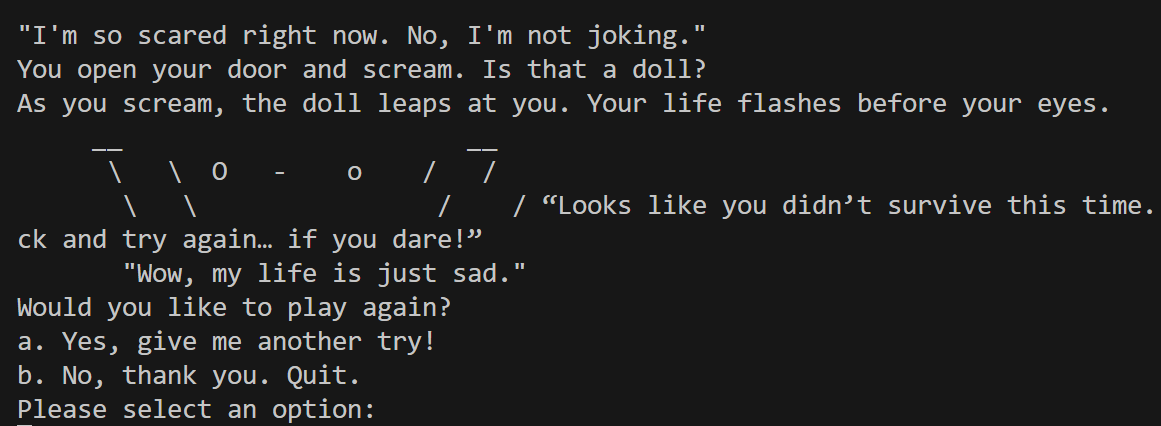 "I'm so scared right now. No, I'm not joking."
You open your door and scream. Is that a doll?
As you scream, the doll leaps at you. Your life flashes before your eyes.
     __                       __
      \   \  O   -    o    /   /
       \   \                /    / “Looks like you didn’t survive this time.
ck and try again… if you dare!”
       "Wow, my life is just sad."
Would you like to play again?
a. Yes, give me another try!
b. No, thank you. Quit.
Please select an option: